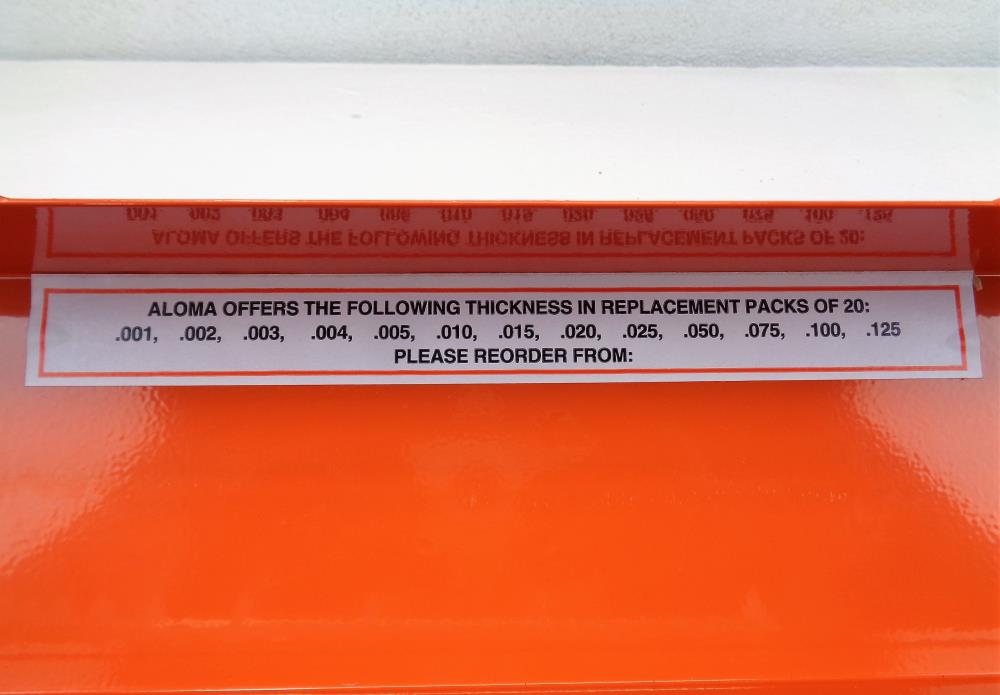 ALOMA OFFERS THE FOLLOWING THICKNESS IN REPLACEMENT PACKS OF 20:
.001, .002, .003, .004, .005, .010, .015, .020, .025, .050, .075, .100, .125
PLEASE REORDER FROM: